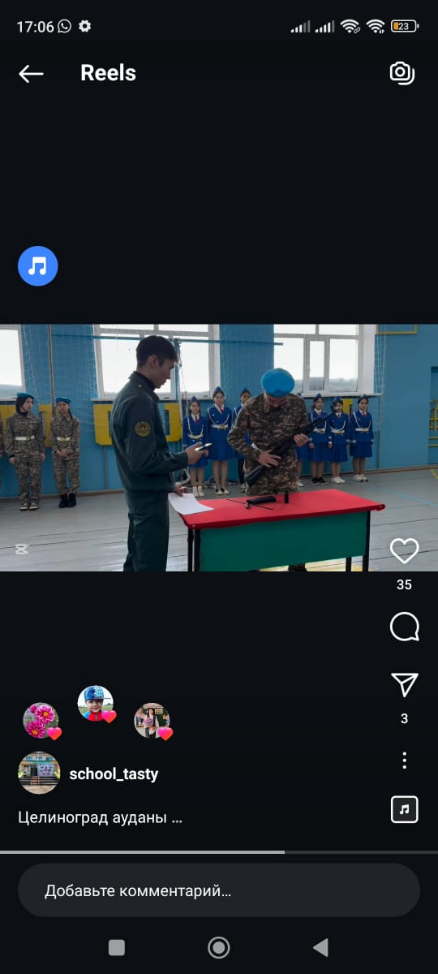 17:06
23
Reels
35
3
school_tasty
Целиноград ауданы ...
Добавьте комментарий...